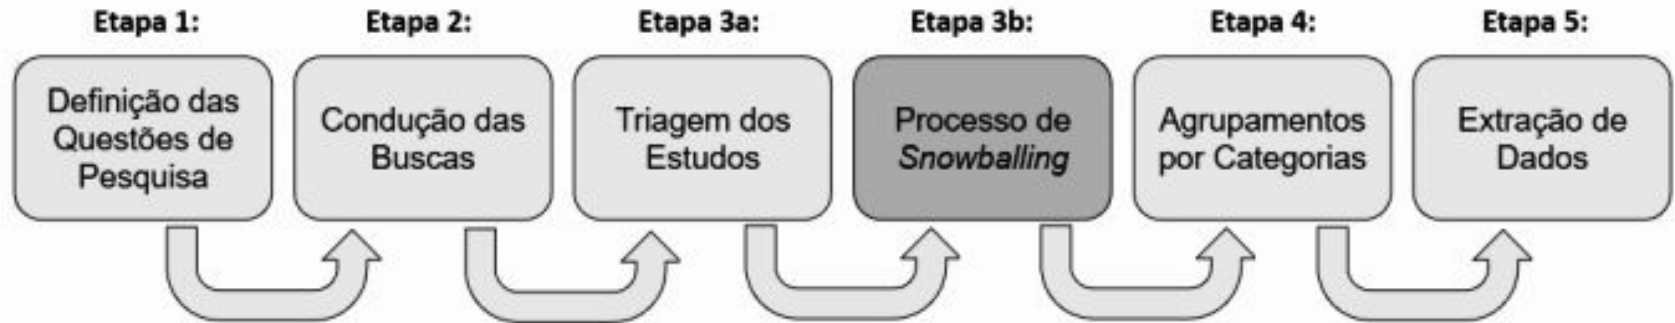 Etapa 1:
Definição das
Questões de
Pesquisa
Etapa 2:
Condução das
Buscas
Etapa 3a:
Triagem dos
Estudos
Etapa 3b:
Processo de
Snowballing
Etapa 4:
Agrupamentos
por Categorias
Etapa 5:
Extração de
Dados